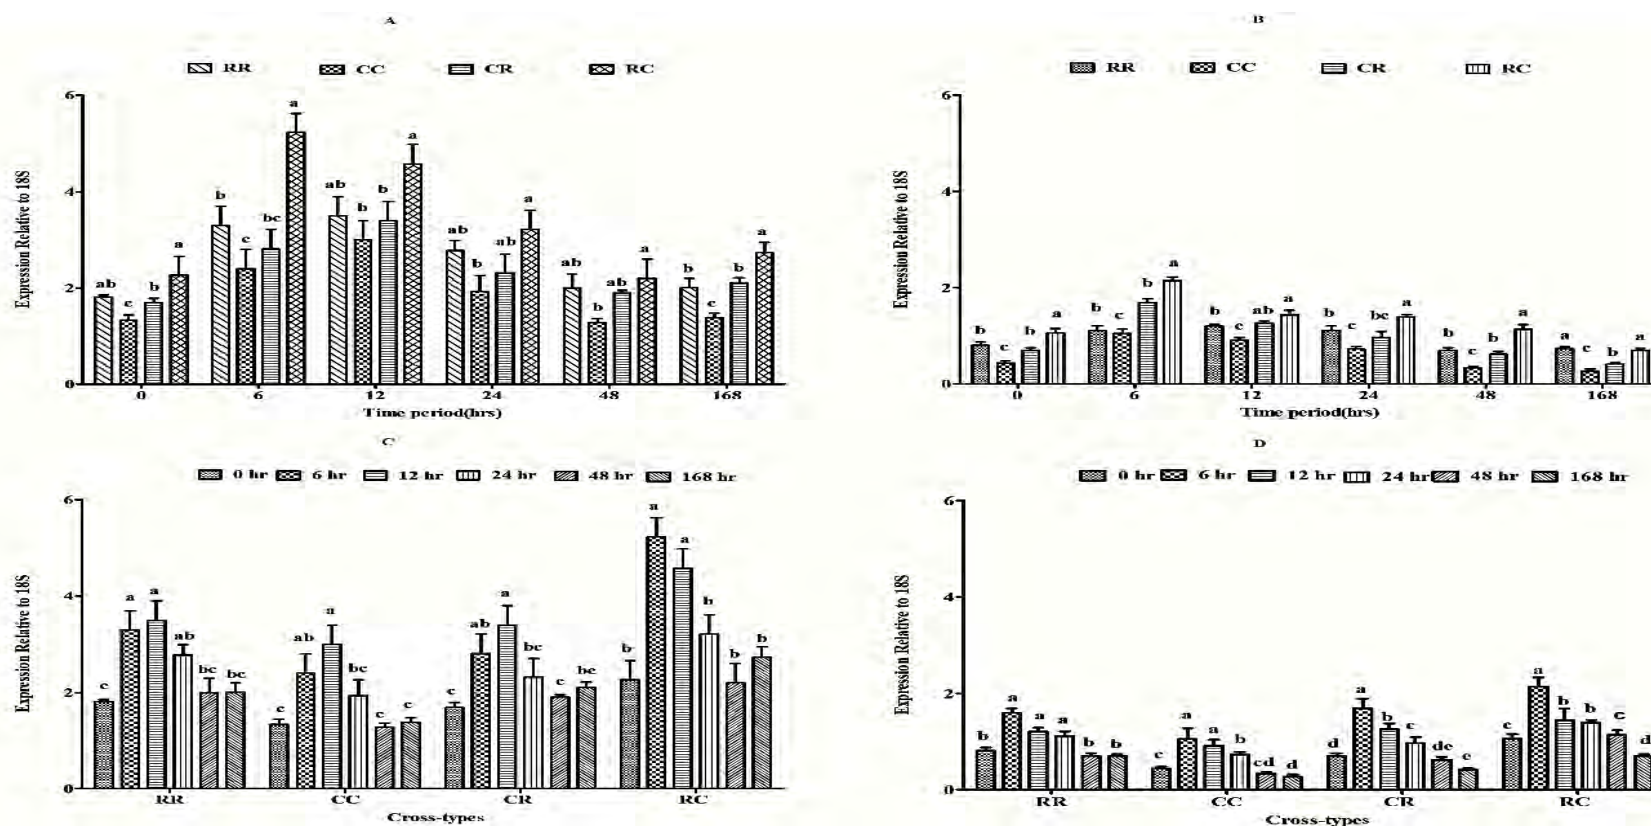 A
RR CC CR RC
Expression Relative to 18S
6
4
2
0
ab c b a
b c bc a
ab b b a
ab b ab a
ab b ab a
b c b a
0 6 12 24 48 168
Time period(hrs)
B
RR CC CR RC
Expression Relative to 18S
6
4
2
0
b c b a
b b b a
b c ab a
b c bc a
b c b a
a c b a
0 6 12 24 48 168
Time period(hrs)
C
0 hr 6 hr 12 hr 24 hr 48 hr 168 hr
Expression Relative to 18S
6
4
2
0
c a a ab bc bc
c ab a bc c c
c ab a bc c bc
c a a b b b
RR CC CR RC
Cross-types
D
0 hr 6 hr 12 hr 24 hr 48 hr 168 hr
Expression Relative to 18S
6
4
2
0
b a a a b b
c a a b cd d
d a b c de e
c a b b c d
RR CC CR RC
Cross-types